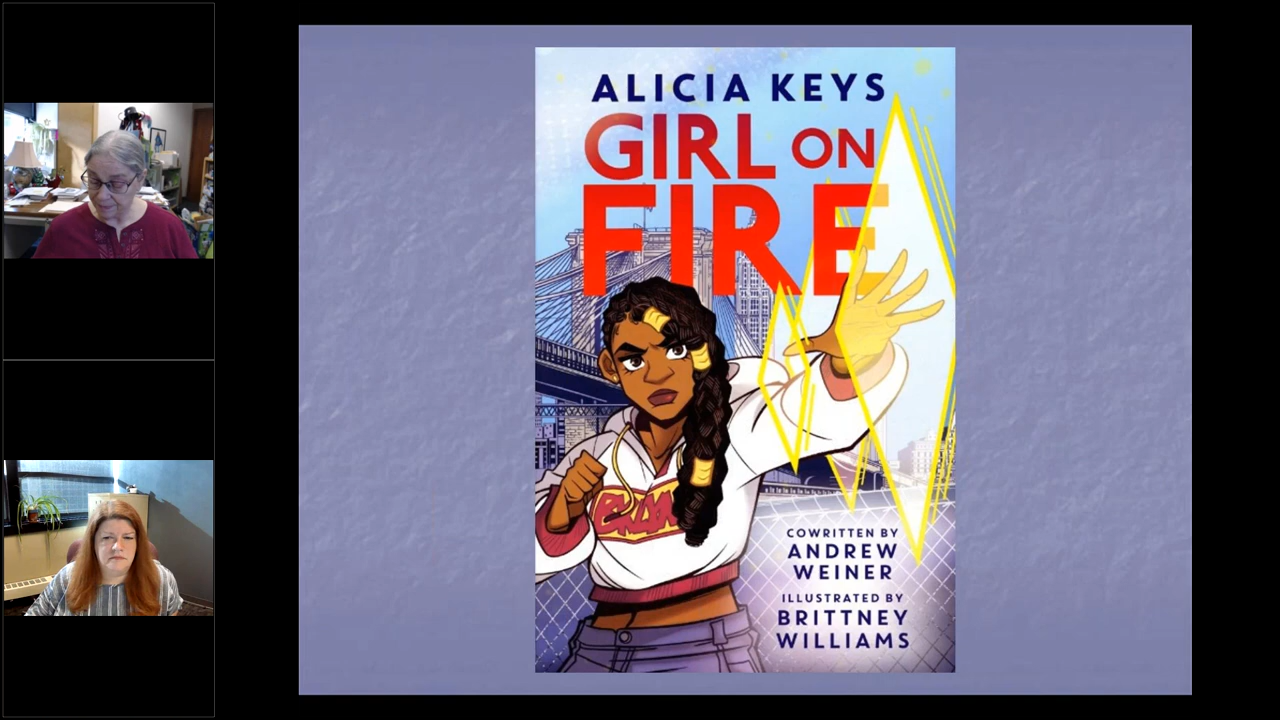 ALICIA KEYS
GIRL ON
FIRE
COWRITTEN BY
ANDREW
WEINER
ILLUSTRATED BY
BRITTNEY
WILLIAMS